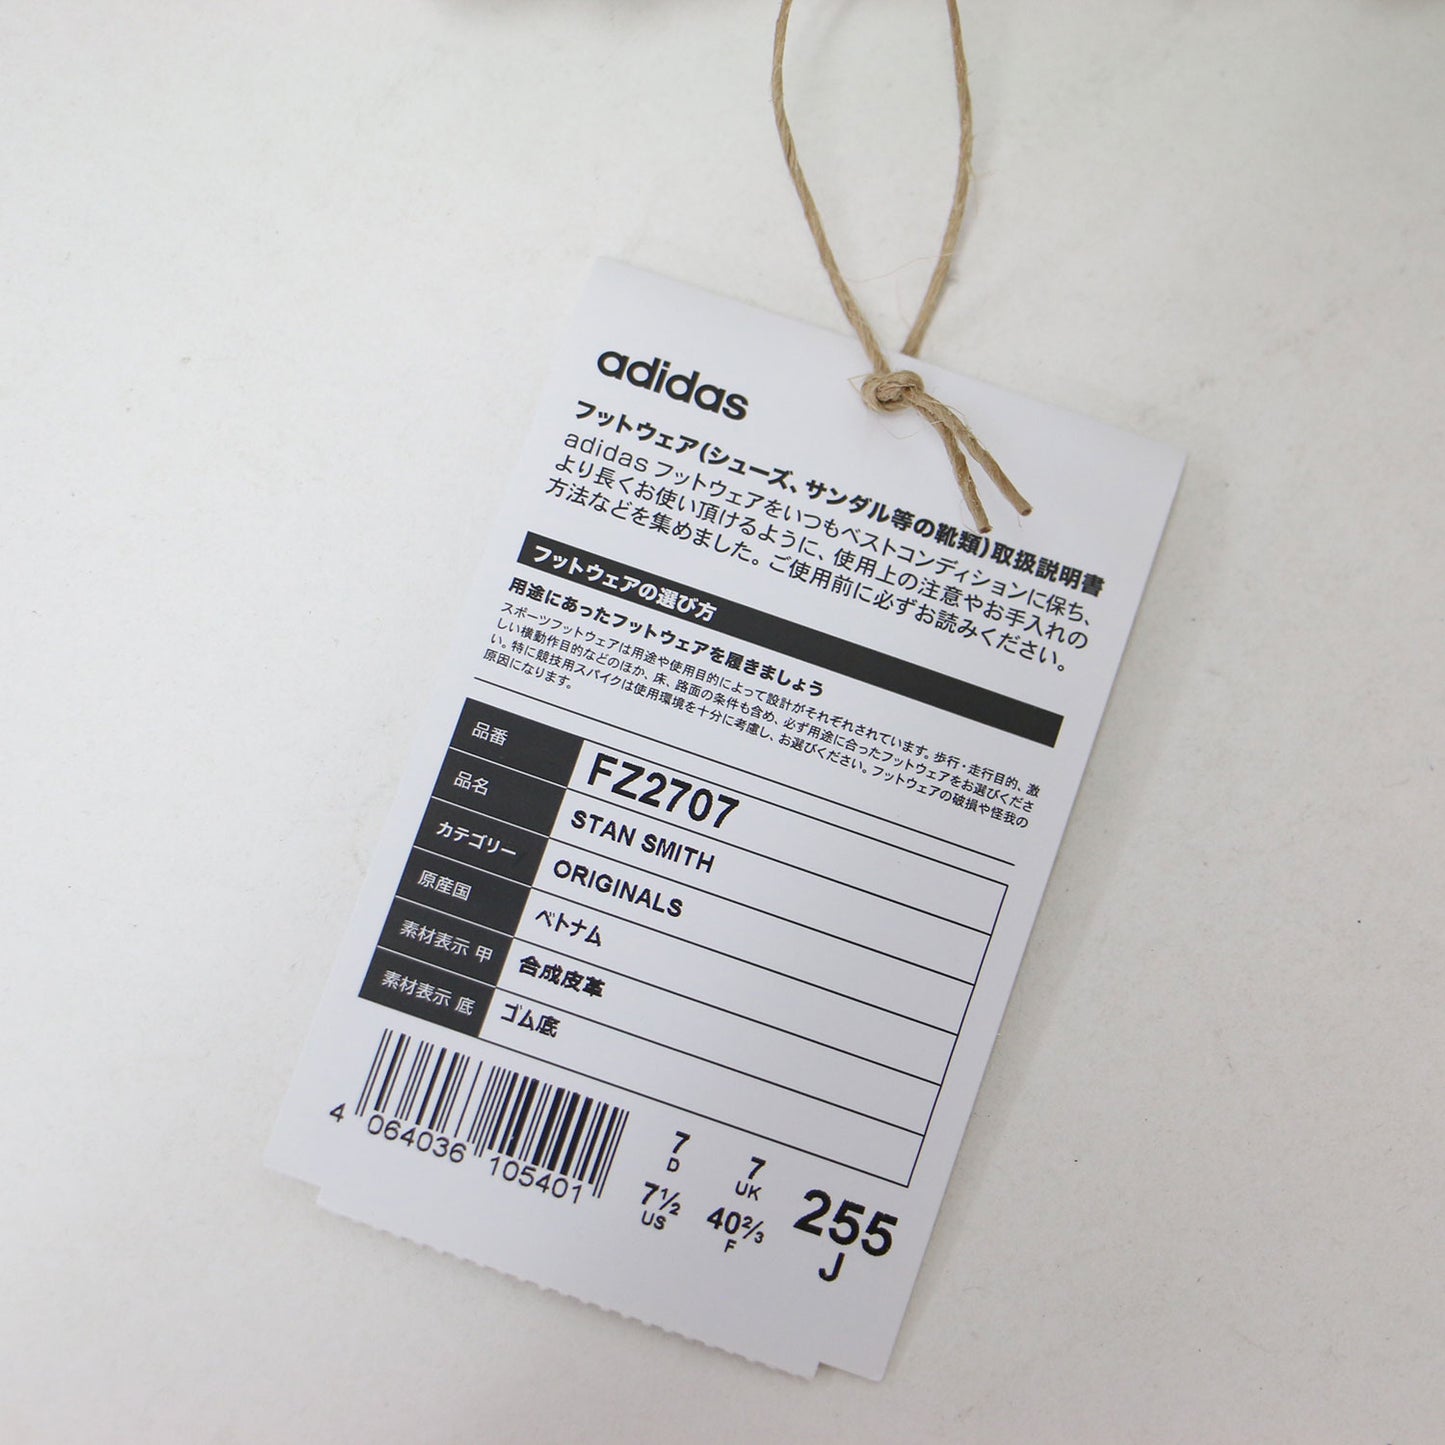 adidas
フットウェア(シューズ、サンダル等の靴類)取扱説明書
adidas フットウェアをいつもベストコンディションに保ち、
より長くお使い頂けるように、使用上の注意やお手入れの
方法などを集めました。ご使用前に必ずお読みください。
フットウェアの選び方
用途にあったフットウェアを履きましょう
スポーツフットウェアは用途や使用目的によって設計がそれぞれされています。歩行・走行目的、激
しい横動作目的などのほか、床、路面の条件も含め、必ず用途に合ったフットウェアをお選びくださ
い。特に競技用スパイクは使用環境を十分に考慮し、お選びください。フットウェアの破損や怪我の
原因になります。
品番 FZ2707
品名 STAN SMITH
カテゴリー ORIGINALS
原産国 ベトナム
素材表示 甲 合成皮革
素材表示 底 ゴム底
4 064036 105401
7 D 7 UK
7½ US 40⅔ F
255 J